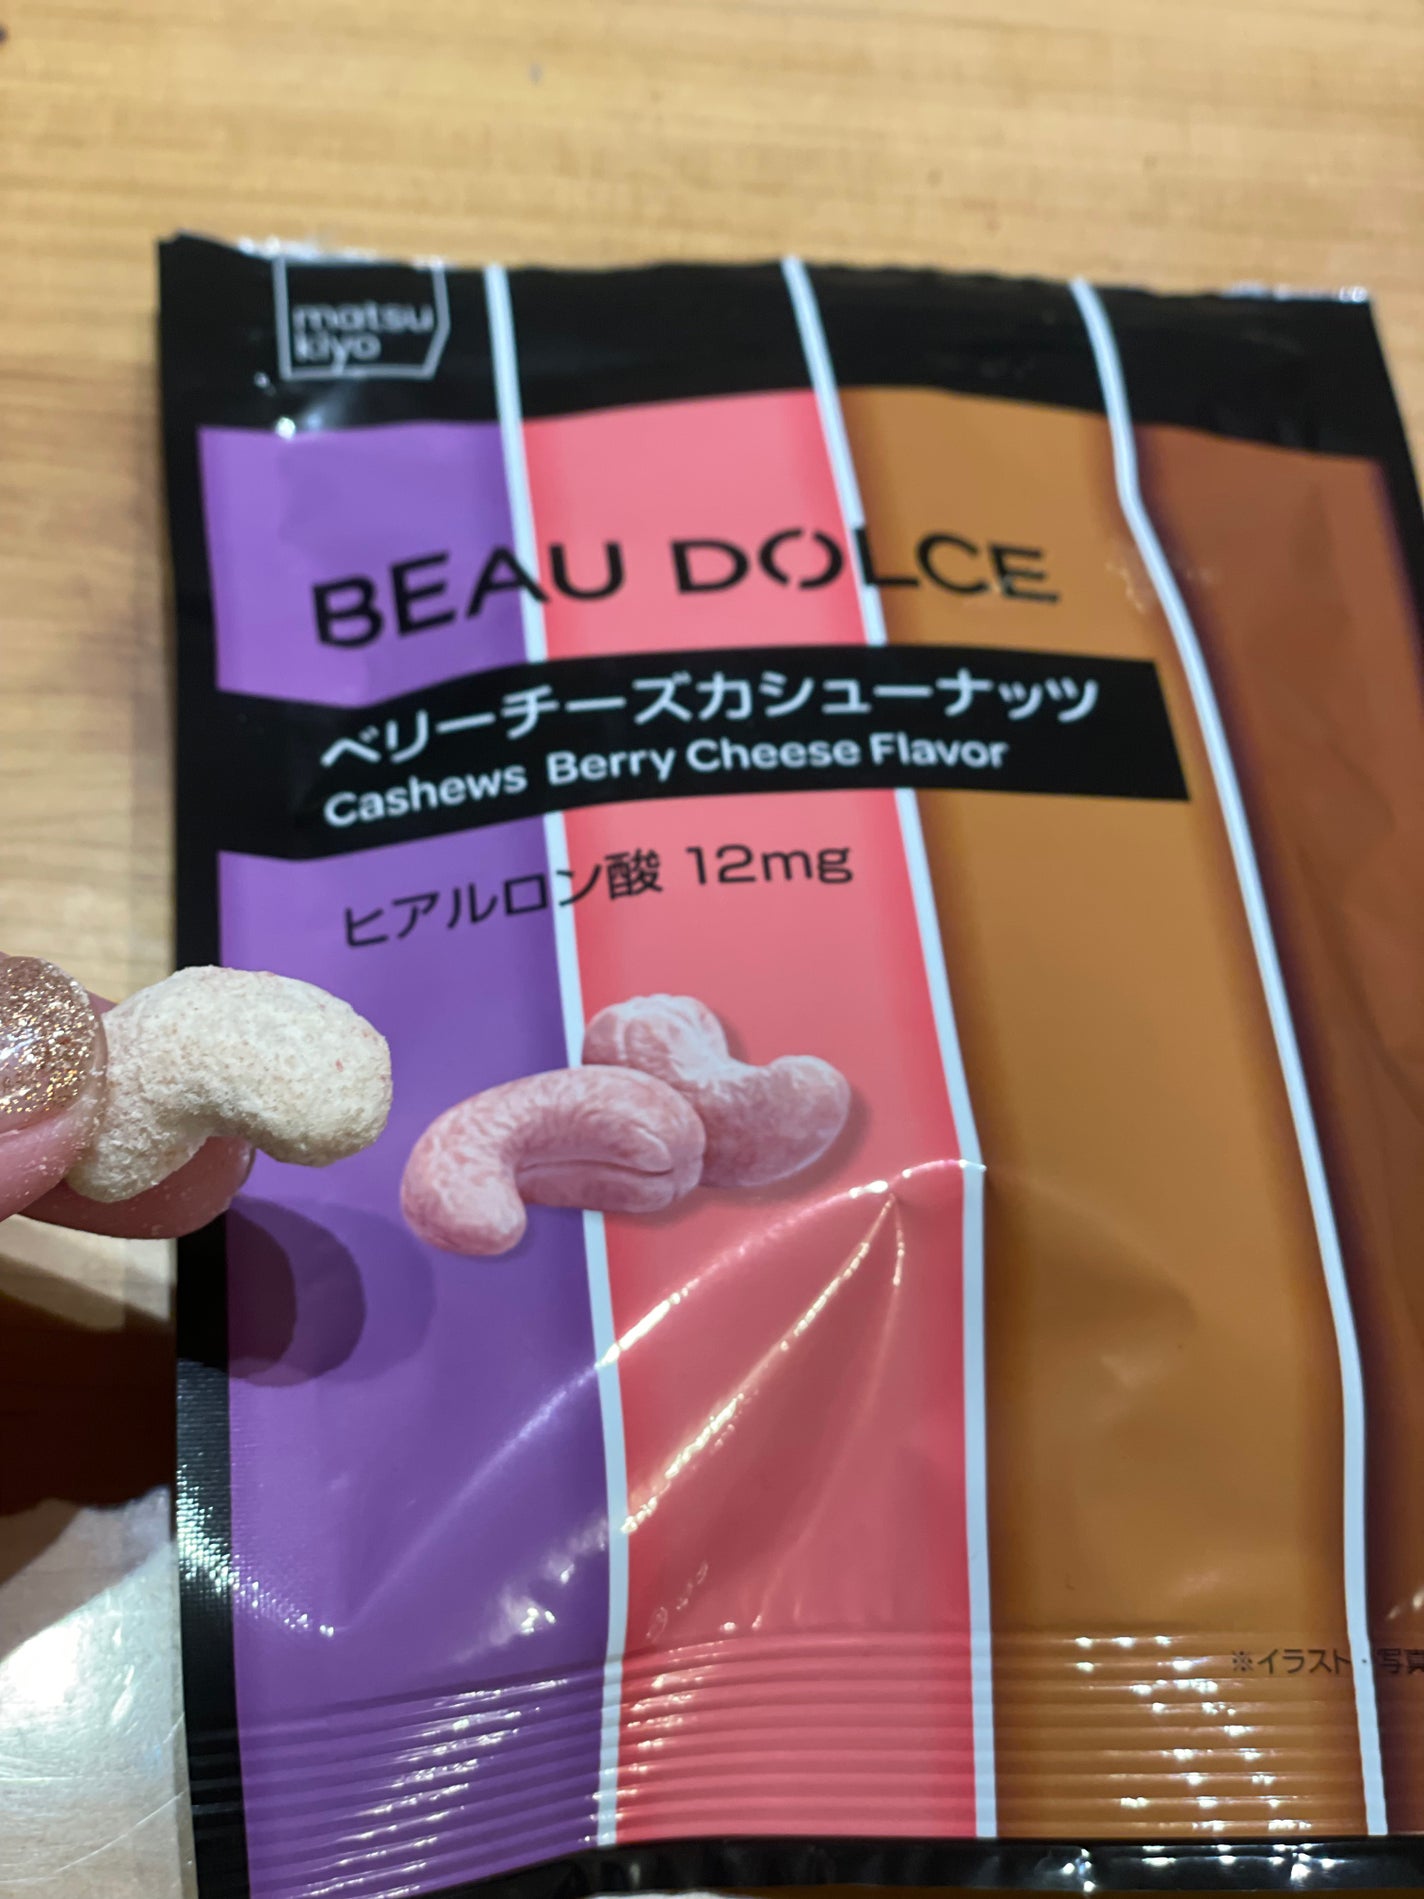 matsu
kiyo
BEAU DOLCE
ベリーチーズカシューナッツ
Cashews Berry Cheese Flavor
ヒアルロン酸 12mg
※イラスト・写真